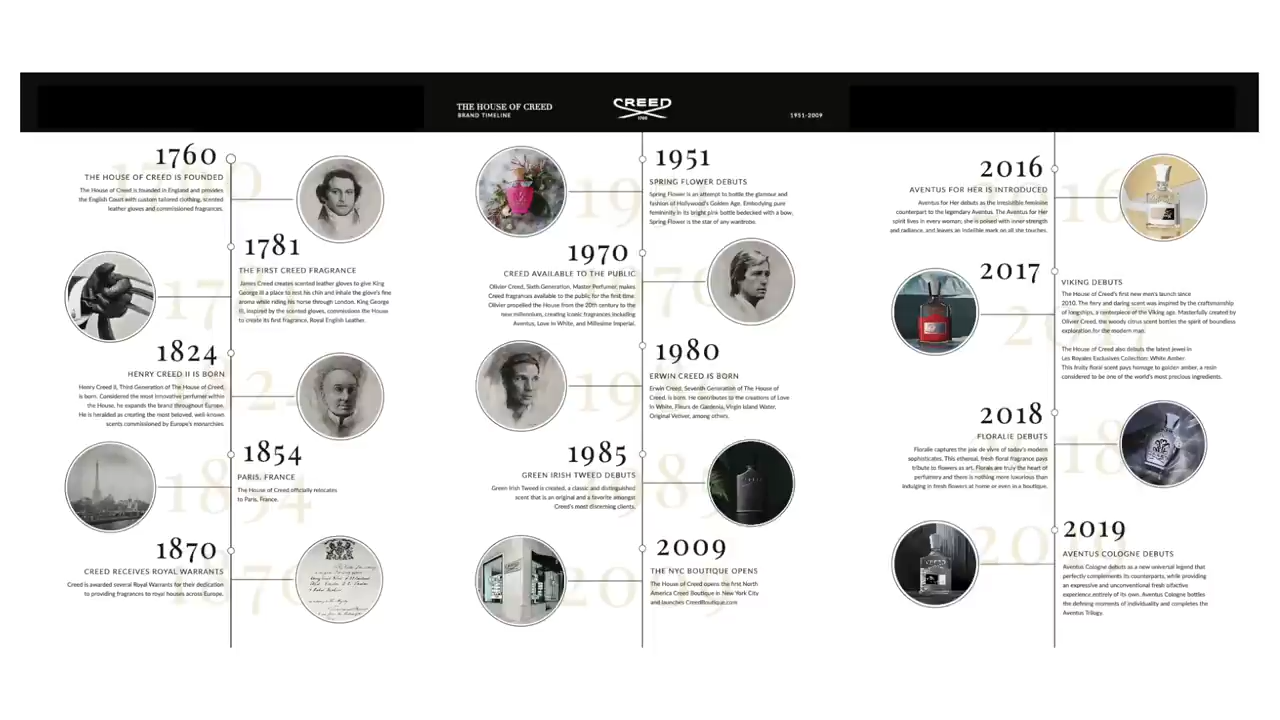 THE HOUSE OF CREED
BRAND TIMELINE
CREED
1760
1951-2009
1760
THE HOUSE OF CREED IS FOUNDED
The House of Creed is founded in England and provides
the English Court with custom tailored clothing, scented
leather gloves and commissioned fragrances.
1781
THE FIRST CREED FRAGRANCE
James Creed creates scented leather gloves to give King
George III a place to rest his chin and inhale the glove's fine
aroma while riding his horse through London. King George
III, inspired by the scented gloves, commissions the House
to create its first fragrance, Royal English Leather.
1824
HENRY CREED II IS BORN
Henry Creed II, Third Generation of The House of Creed,
is born. Considered the most innovative perfumer within
the House, he expands the brand throughout Europe.
He is heralded as creating the most beloved, well-known
scents commissioned by Europe's monarchies.
1854
PARIS, FRANCE
The House of Creed officially relocates
to Paris, France.
1870
CREED RECEIVES ROYAL WARRANTS
Creed is awarded several Royal Warrants for their dedication
to providing fragrances to royal houses across Europe.
1951
SPRING FLOWER DEBUTS
Spring Flower is an attempt to bottle the glamour and
fashion of Hollywood's Golden Age. Embodying pure
femininity in its bright pink bottle bedecked with a bow,
Spring Flower is the star of any wardrobe.
1970
CREED AVAILABLE TO THE PUBLIC
Olivier Creed, Sixth Generation, Master Perfumer, makes
Creed fragrances available to the public for the first time.
Olivier propelled the House from the 20th century to the
new millennium, creating iconic fragrances including
Aventus, Love In White, and Millesime Imperial.
1980
ERWIN CREED IS BORN
Erwin Creed, Seventh Generation of The House of
Creed, is born. He contributes to the creations of Love
In White, Fleurs de Gardenia, Virgin Island Water,
Original Vetiver, among others.
1985
GREEN IRISH TWEED DEBUTS
Green Irish Tweed is created, a classic and distinguished
scent that is an original and a favorite amongst
Creed's most discerning clients.
2009
THE NYC BOUTIQUE OPENS
The House of Creed opens the first North
America Creed Boutique in New York City
and launches CreedBoutique.com
2016
AVENTUS FOR HER IS INTRODUCED
Aventus for Her debuts as the irresistible feminine
counterpart to the legendary Aventus. The Aventus for Her
spirit lives in every woman; she is poised with inner strength
and radiance, and leaves an indelible mark on all she touches.
2017
VIKING DEBUTS
The House of Creed's first new men's launch since
2010. The fiery and daring scent was inspired by the craftsmanship
of longships, a centerpiece of the Viking age. Masterfully created by
Olivier Creed, the woody citrus scent bottles the spirit of boundless
exploration for the modern man.
The House of Creed also debuts the latest jewel in
Les Royales Exclusives Collection: White Amber.
This fruity floral scent pays homage to golden amber, a resin
considered to be one of the world's most precious ingredients.
2018
FLORALIE DEBUTS
Floralie captures the joie de vivre of today's modern
sophisticates. This ethereal, fresh floral fragrance pays
tribute to flowers as art. Florals are truly the heart of
perfumery and there is nothing more luxurious than
indulging in fresh flowers at home or even in a boutique.
2019
AVENTUS COLOGNE DEBUTS
Aventus Cologne debuts as a new universal legend that
perfectly complements its counterparts, while providing
an expressive and unconventional fresh olfactive
experience entirely of its own. Aventus Cologne bottles
the defining moments of individuality and completes the
Aventus Trilogy.